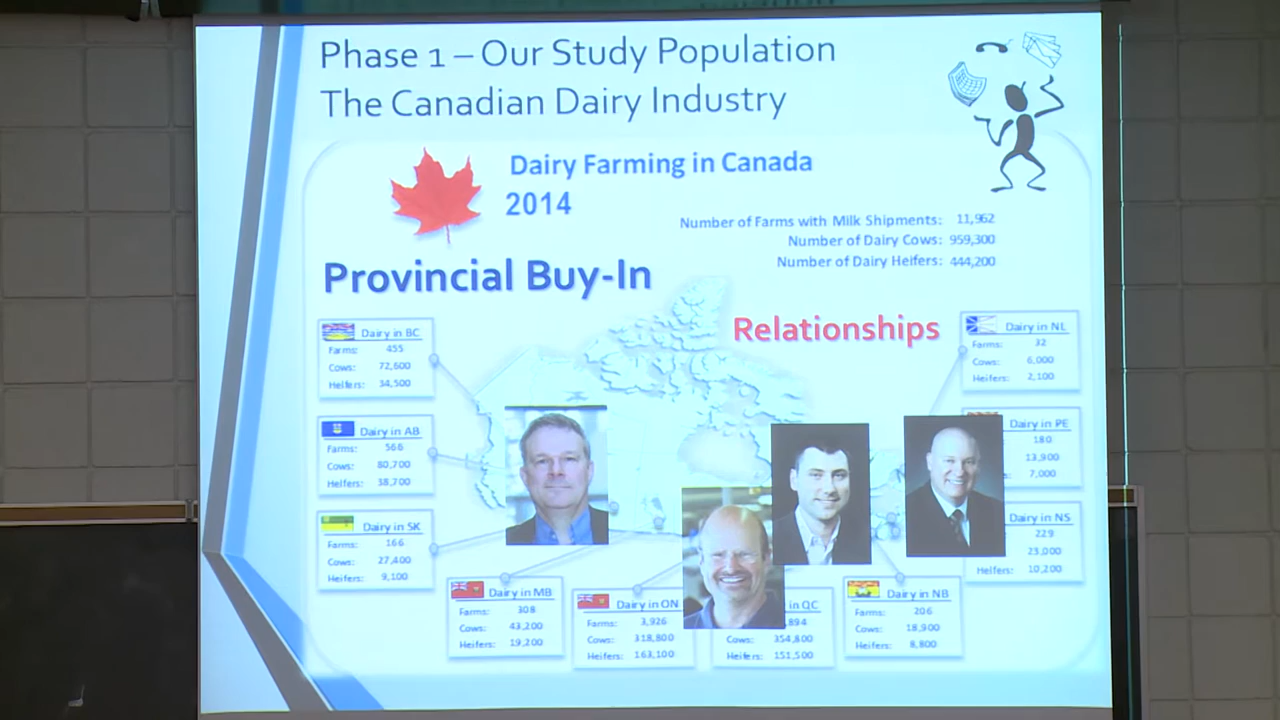 Phase 1 – Our Study Population
The Canadian Dairy Industry
Dairy Farming in Canada
2014
Number of Farms with Milk Shipments: 11,962
Number of Dairy Cows: 959,300
Number of Dairy Heifers: 444,200
Provincial Buy-In
Relationships
Dairy in BC
Farms: 455
Cows: 72,600
Heifers: 34,500
Dairy in AB
Farms: 566
Cows: 80,700
Heifers: 38,700
Dairy in SK
Farms: 166
Cows: 27,400
Heifers: 9,100
Dairy in MB
Farms: 308
Cows: 43,200
Heifers: 19,200
Dairy in ON
Farms: 3,926
Cows: 318,800
Heifers: 163,100
in QC
894
Cows: 354,800
Heifers: 151,500
Dairy in NB
Farms: 206
Cows: 18,900
Heifers: 8,800
Dairy in NL
Farms: 32
Cows: 6,000
Heifers: 2,100
Dairy in PE
180
13,900
7,000
Dairy in NS
229
23,000
Heifers: 10,200